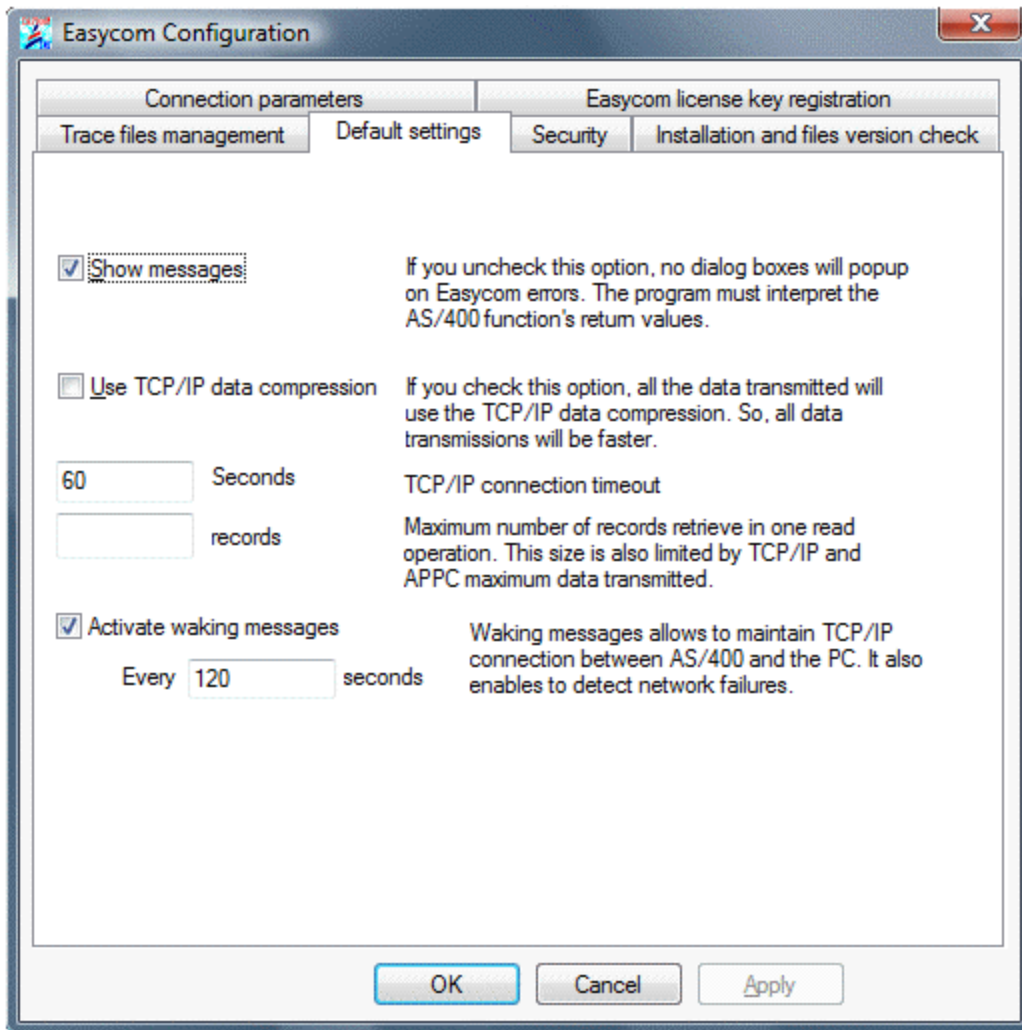 Easycom Configuration
Connection parameters
Easycom license key registration
Trace files management
Default settings
Security
Installation and files version check
Show messages
If you uncheck this option, no dialog boxes will popup
on Easycom errors. The program must interpret the
AS/400 function's return values.
Use TCP/IP data compression
If you check this option, all the data transmitted will
use the TCP/IP data compression. So, all data
transmissions will be faster.
60 Seconds
TCP/IP connection timeout
records
Maximum number of records retrieve in one read
operation. This size is also limited by TCP/IP and
APPC maximum data transmitted.
Activate waking messages
Every 120 seconds
Waking messages allows to maintain TCP/IP
connection between AS/400 and the PC. It also
enables to detect network failures.
OK
Cancel
Apply